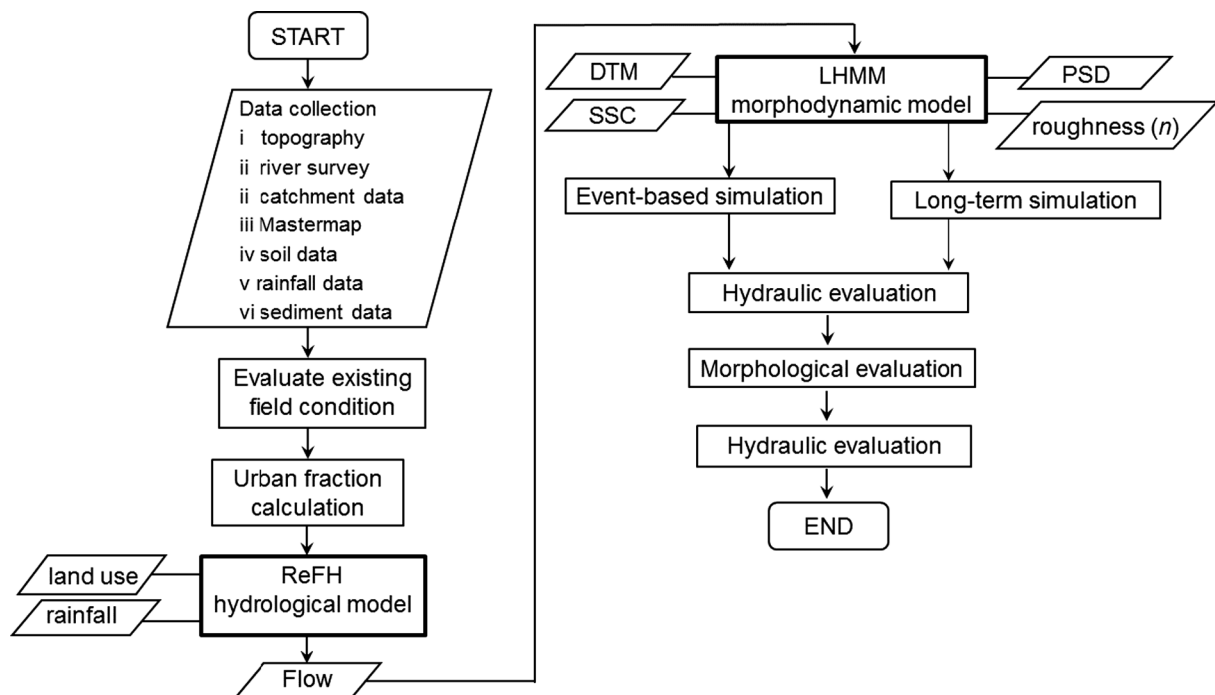 START
Data collection
i topography
ii river survey
ii catchment data
iii Mastermap
iv soil data
v rainfall data
vi sediment data
Evaluate existing
field condition
Urban fraction
calculation
land use
rainfall
ReFH
hydrological model
Flow
DTM
SSC
LHMM
morphodynamic model
PSD
roughness (n)
Event-based simulation
Long-term simulation
Hydraulic evaluation
Morphological evaluation
Hydraulic evaluation
END